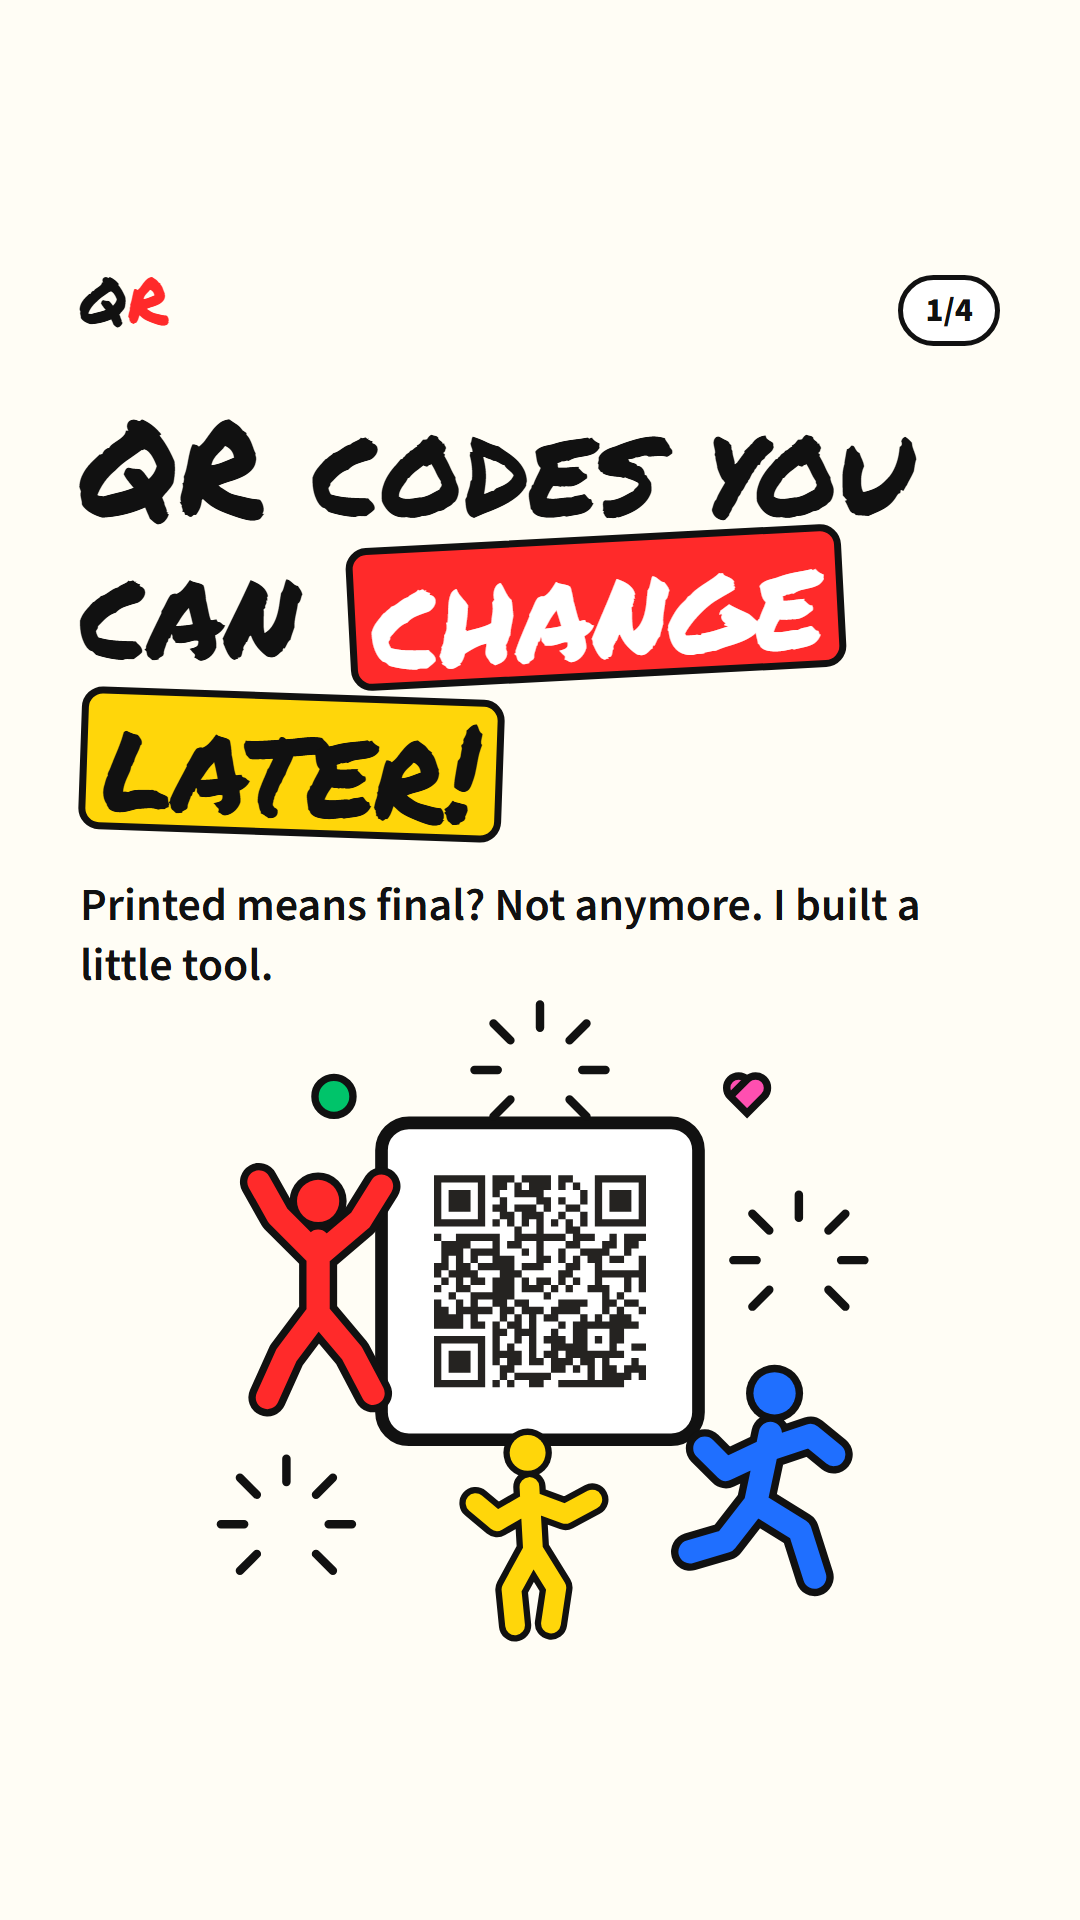 QR
1/4
QR CODES YOU
CAN CHANGE
LATER!
Printed means final? Not anymore. I built a
little tool.